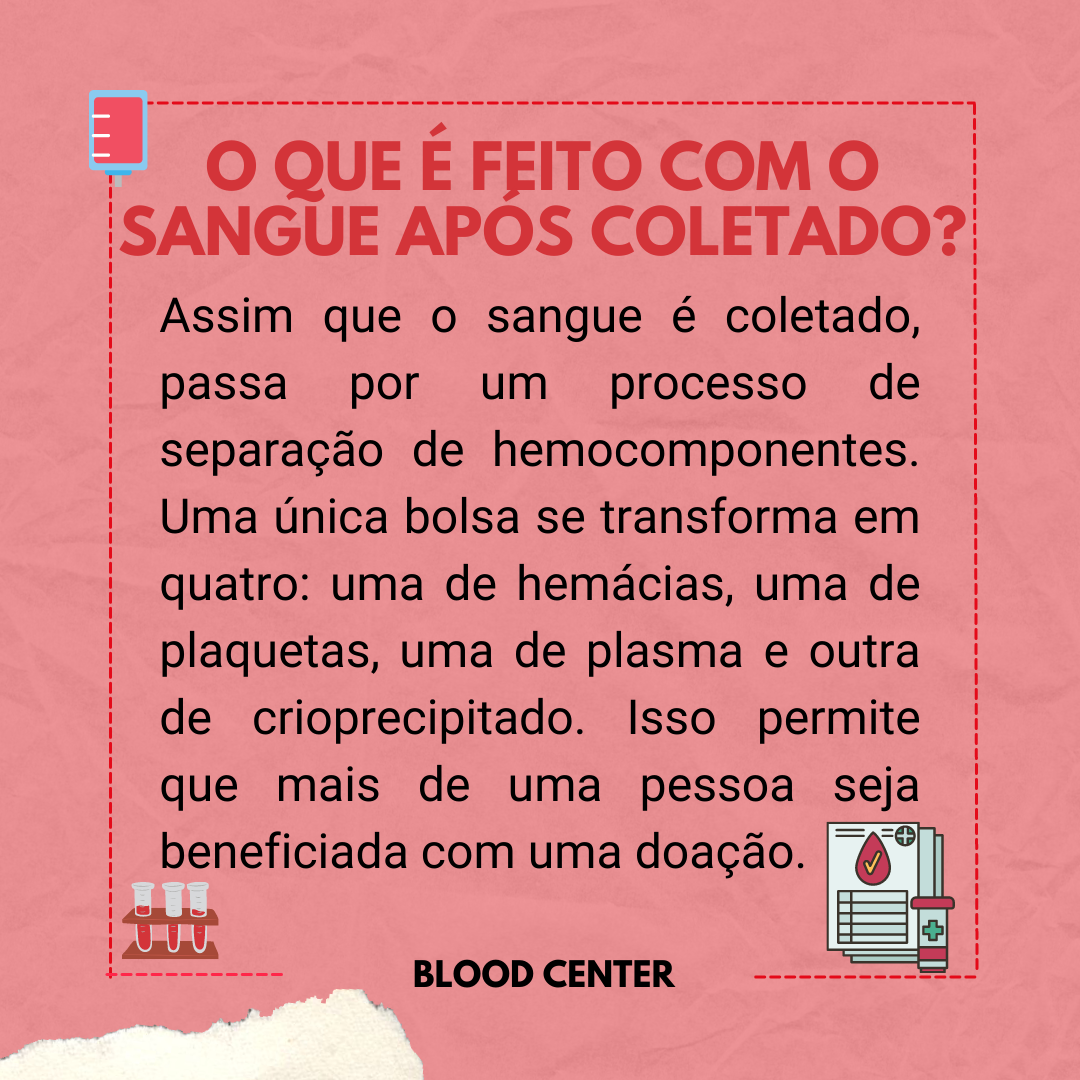 O QUE É FEITO COM O
SANGUE APÓS COLETADO?
Assim que o sangue é coletado,
passa por um processo de
separação de hemocomponentes.
Uma única bolsa se transforma em
quatro: uma de hemácias, uma de
plaquetas, uma de plasma e outra
de crioprecipitado. Isso permite
que mais de uma pessoa seja
beneficiada com uma doação.
BLOOD CENTER